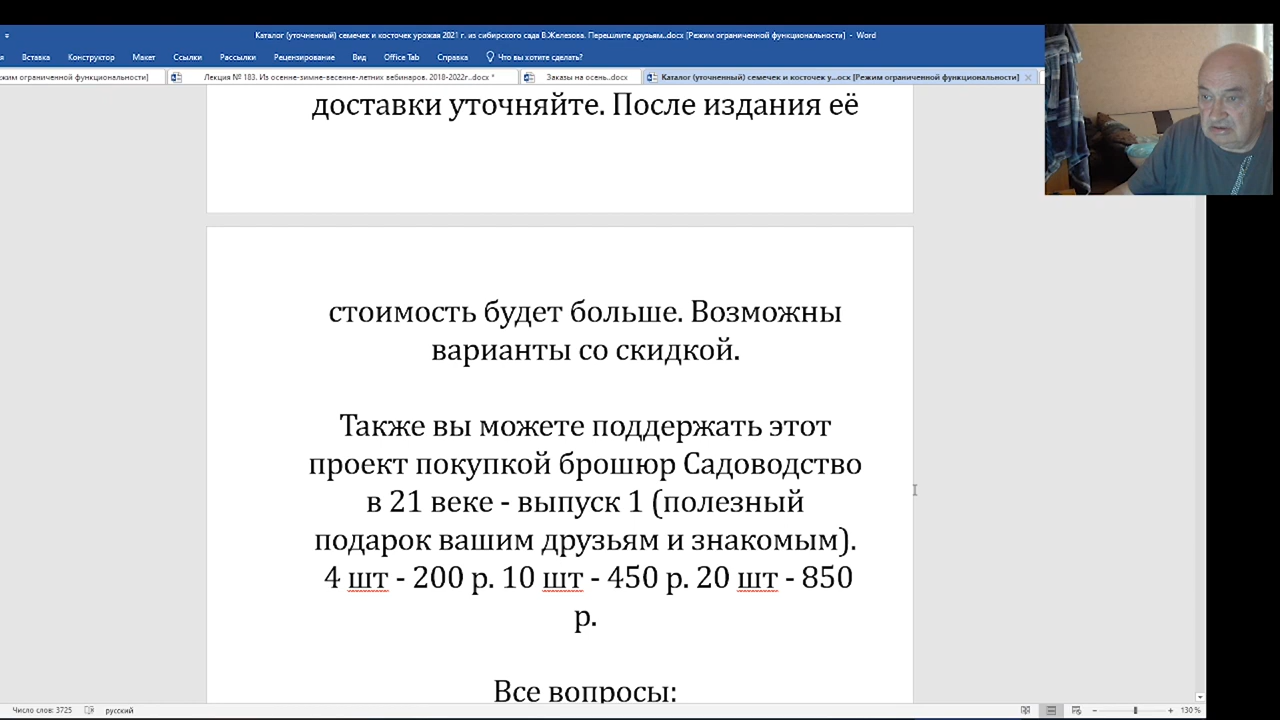 Каталог (уточненный) семечек и косточек урожая 2021 г. из сибирского сада В.Железова. Перешлите друзьям..docx [Режим ограниченной функциональности] - Word
Вставка Конструктор Макет Ссылки Рассылки Рецензирование Вид Office Tab Справка Что вы хотите сделать?
функциональности] Лекция № 183. Из осенне-зимне-весенне-летних вебинаров. 2018-2022г..docx * Заказы на осень..docx Каталог (уточненный) семечек и косточек у...оск [Режим ограниченной функциональности]
доставки уточняйте. После издания её
стоимость будет больше. Возможны
варианты со скидкой.
Также вы можете поддержать этот
проект покупкой брошюр Садоводство
в 21 веке - выпуск 1 (полезный
подарок вашим друзьям и знакомым).
4 шт - 200 р. 10 шт - 450 р. 20 шт - 850
р.
Все вопросы:
Число слов: 3725 русский 130 %